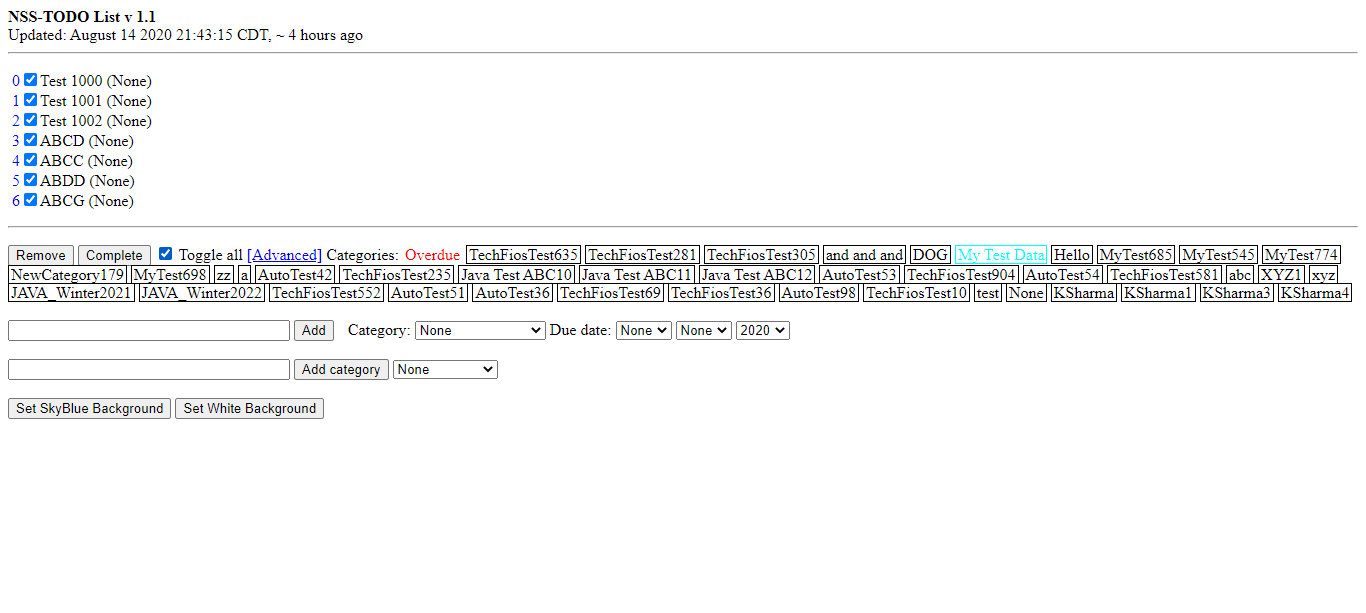 NSS-TODO List v 1.1
Updated: August 14 2020 21:43:15 CDT, ~ 4 hours ago
0 Test 1000 (None)
1 Test 1001 (None)
2 Test 1002 (None)
3 ABCD (None)
4 ABCC (None)
5 ABDD (None)
6 ABCG (None)
Remove Complete Toggle all [Advanced] Categories: Overdue TechFiosTest635 TechFiosTest281 TechFiosTest305 and and and DOG My Test Data Hello MyTest685 MyTest545 MyTest774
NewCategory179 MyTest698 zz a AutoTest42 TechFiosTest235 Java Test ABC10 Java Test ABC11 Java Test ABC12 AutoTest53 TechFiosTest904 AutoTest54 TechFiosTest581 abc XYZ1 xyz
JAVA_Winter2021 JAVA_Winter2022 TechFiosTest552 AutoTest51 AutoTest36 TechFiosTest69 TechFiosTest36 AutoTest98 TechFiosTest10 test None KSharma KSharma1 KSharma3 KSharma4
Add Category: None Due date: None None 2020
Add category None
Set SkyBlue Background Set White Background